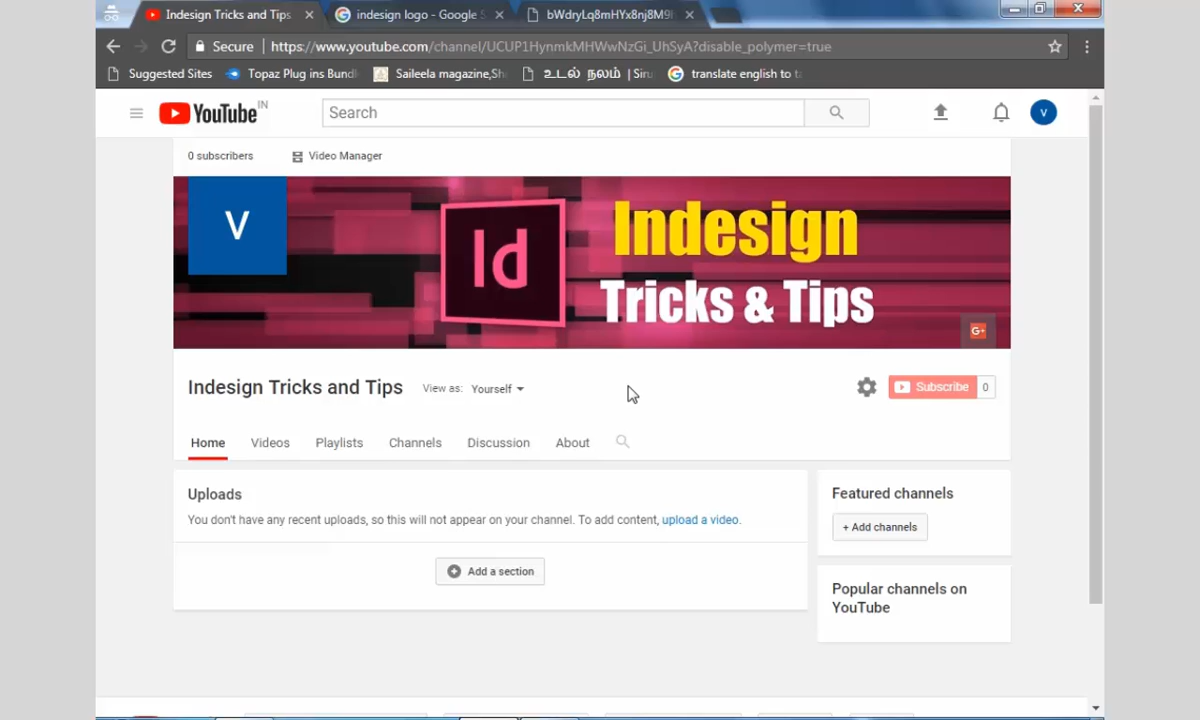 Indesign Tricks and Tips
indesign logo - Google S
bWdryLq8mHYx8nj8M9l
Secure
https://www.youtube.com/channel/UCUP1HynmkMHWwNzGi_UhSyA?disable_polymer=true
Suggested Sites
Topaz Plug ins Bundl
Saileela magazine,Sh
உடல் நலம் | Siru
translate english to ta
YouTube IN
Search
V
0 subscribers
Video Manager
V
Id
Indesign
Tricks & Tips
G+
Indesign Tricks and Tips
View as: Yourself
Subscribe 0
Home
Videos
Playlists
Channels
Discussion
About
Uploads
You don't have any recent uploads, so this will not appear on your channel. To add content, upload a video.
+ Add a section
Featured channels
+ Add channels
Popular channels on
YouTube